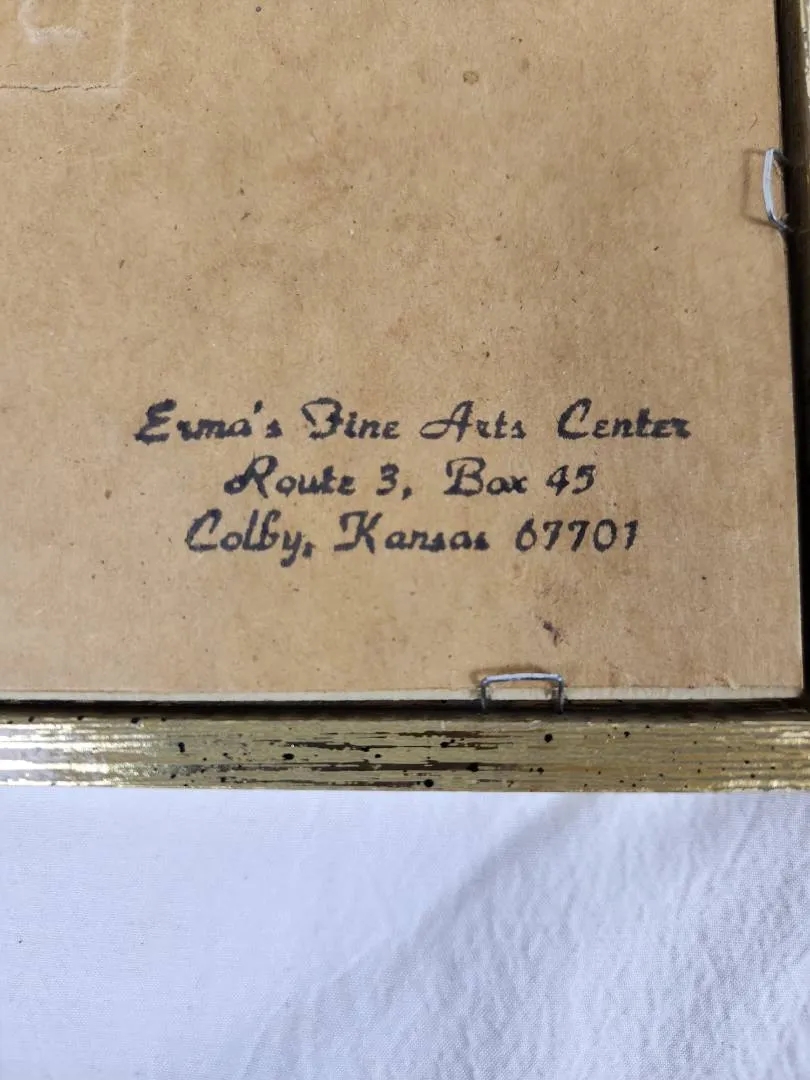 Erma's Fine Arts Center
Route 3, Box 45
Colby, Kansas 67701